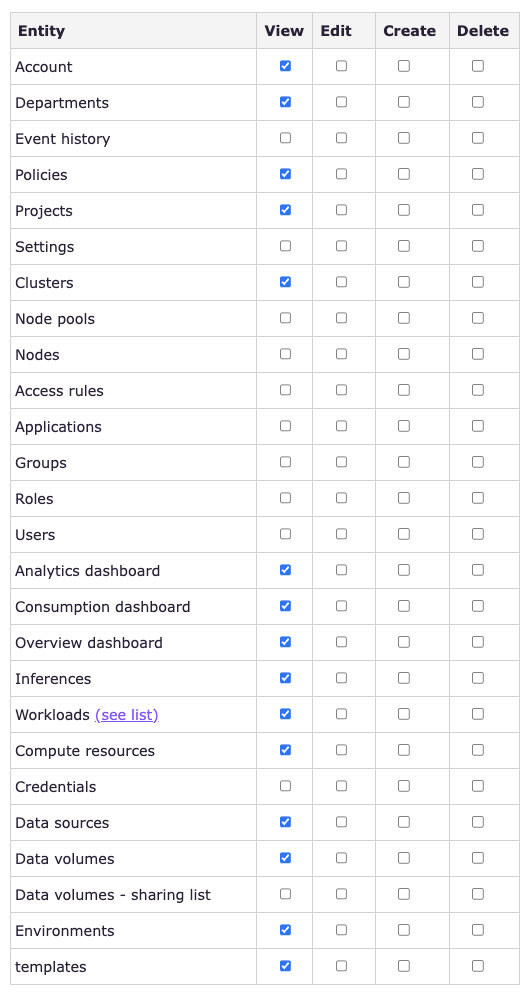 Entity View Edit Create Delete
Account
Departments
Event history
Policies
Projects
Settings
Clusters
Node pools
Nodes
Access rules
Applications
Groups
Roles
Users
Analytics dashboard
Consumption dashboard
Overview dashboard
Inferences
Workloads (see list)
Compute resources
Credentials
Data sources
Data volumes
Data volumes - sharing list
Environments
templates